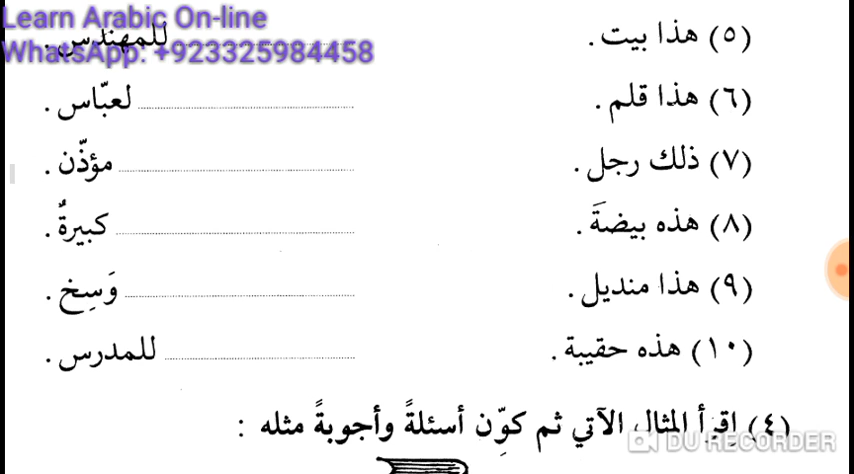 Learn Arabic On-line
WhatsApp: +923325984458
(٥) هذا بيت . للمهندس .
(٦) هذا قلم . ........ لعبّاس .
(٧) ذلك رجل . ........ مؤذّن .
(٨) هذه بيضةَ . ........ كبيرةٌ .
(٩) هذا منديل . ........ وَسِخ .
(١٠) هذه حقيبة . ........ للمدرس .
(٤) اِقرأ المثال الآتي ثم كوِّن أسئلةً وأجوبةً مثله :
DU RECORDER